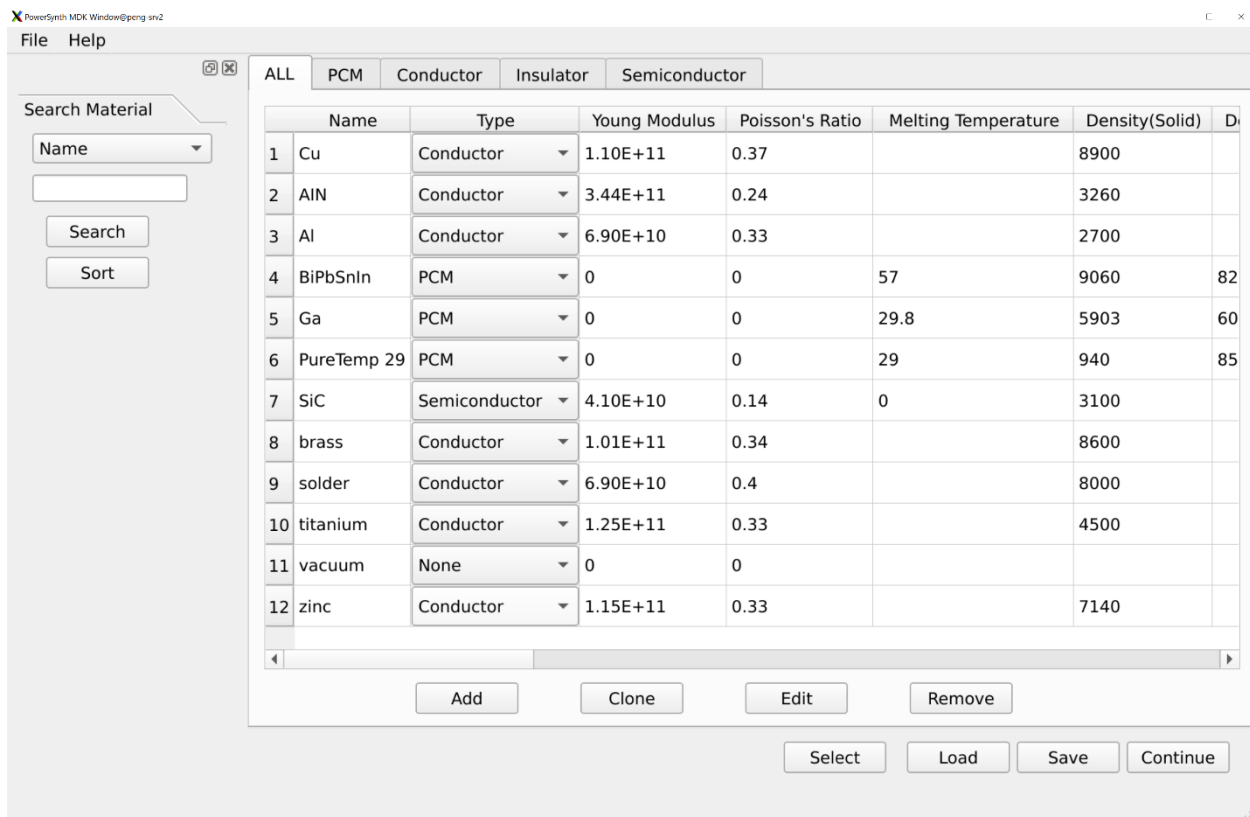 PowerSynth MDK Window@peng-srv2
File Help
ALL PCM Conductor Insulator Semiconductor
Search Material
Name
Search
Sort
Name Type Young Modulus Poisson's Ratio Melting Temperature Density(Solid) De
1 Cu Conductor 1.10E+11 0.37 8900
2 AlN Conductor 3.44E+11 0.24 3260
3 Al Conductor 6.90E+10 0.33 2700
4 BiPbSnIn PCM 0 0 57 9060 82
5 Ga PCM 0 0 29.8 5903 60
6 PureTemp 29 PCM 0 0 29 940 85
7 SiC Semiconductor 4.10E+10 0.14 0 3100
8 brass Conductor 1.01E+11 0.34 8600
9 solder Conductor 6.90E+10 0.4 8000
10 titanium Conductor 1.25E+11 0.33 4500
11 vacuum None 0 0
12 zinc Conductor 1.15E+11 0.33 7140
Add Clone Edit Remove
Select Load Save Continue